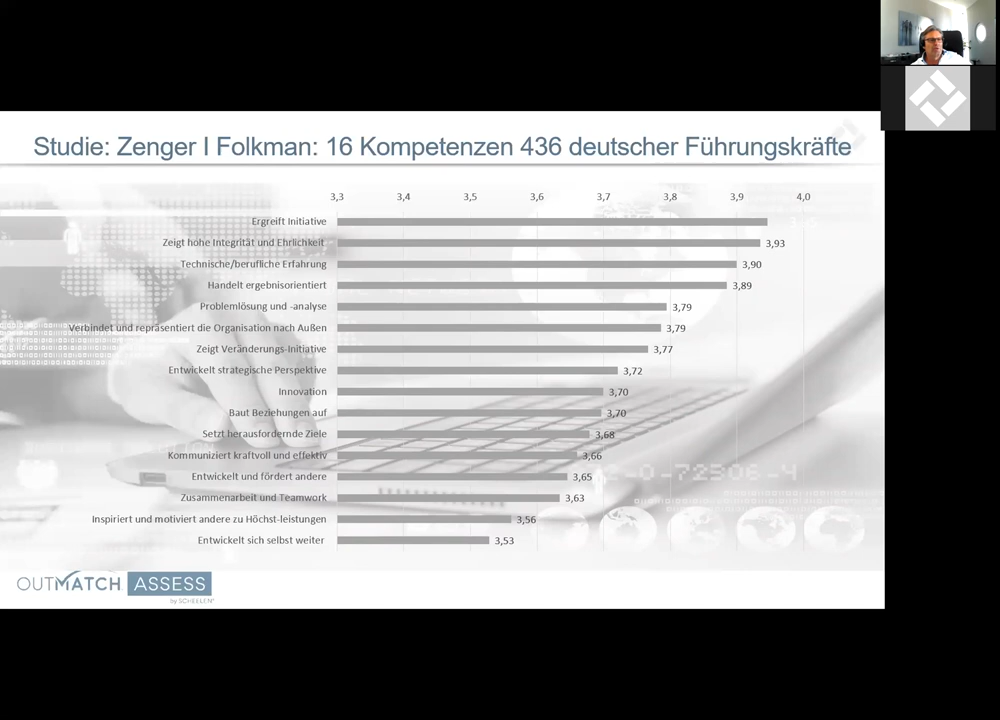 Studie: Zenger I Folkman: 16 Kompetenzen 436 deutscher Führungskräfte
3,3 3,4 3,5 3,6 3,7 3,8 3,9 4,0
Ergreift Initiative
Zeigt hohe Integrität und Ehrlichkeit 3,93
Technische/berufliche Erfahrung 3,90
Handelt ergebnisorientiert 3,89
Problemlösung und -analyse 3,79
Verbindet und repräsentiert die Organisation nach Außen 3,79
Zeigt Veränderungs-Initiative 3,77
Entwickelt strategische Perspektive 3,72
Innovation 3,70
Baut Beziehungen auf 3,70
Setzt herausfordernde Ziele 3,68
Kommuniziert kraftvoll und effektiv 3,66
Entwickelt und fördert andere 3,65
Zusammenarbeit und Teamwork 3,63
Inspiriert und motiviert andere zu Höchst-leistungen 3,56
Entwickelt sich selbst weiter 3,53
OUTMATCH ASSESS
by SCHEELEN®